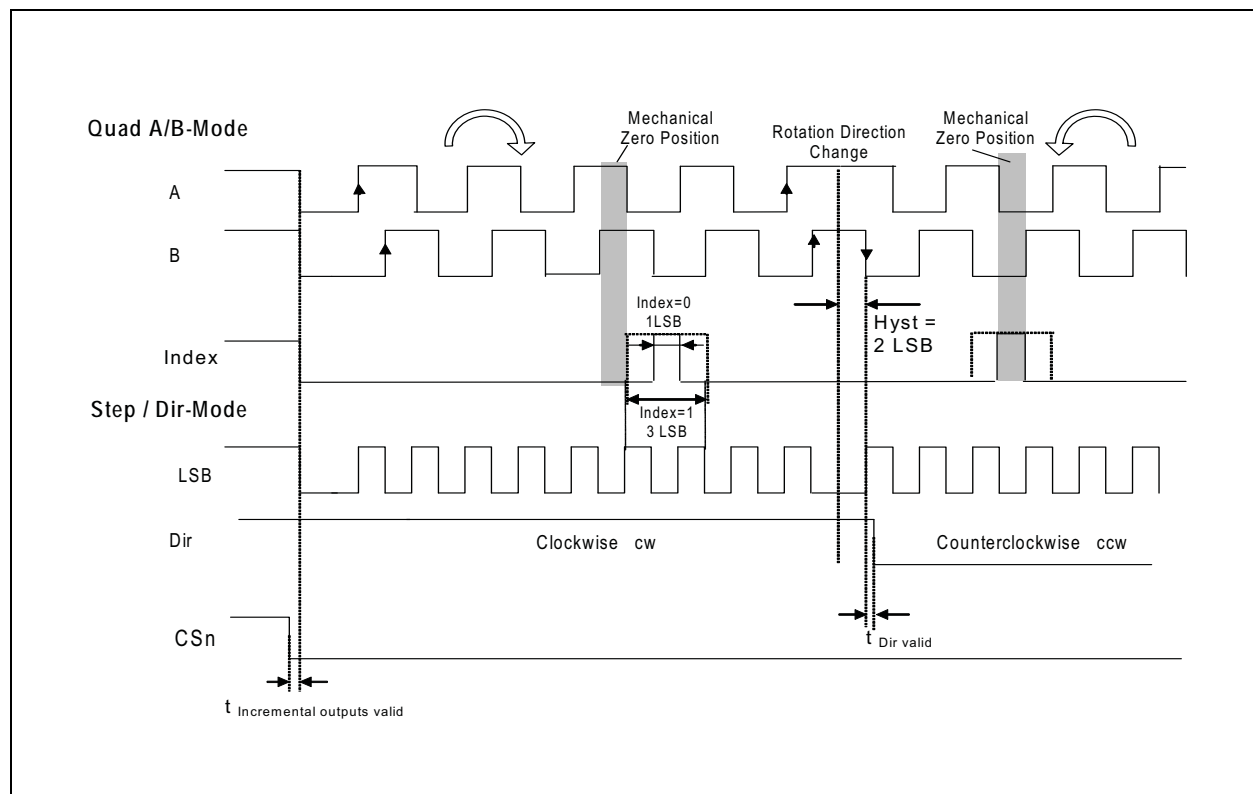 Quad A/B-Mode
Mechanical
Zero Position
Rotation Direction
Change
Mechanical
Zero Position
A
B
Index=0
1LSB
Hyst =
2 LSB
Index
Step / Dir-Mode
Index=1
3 LSB
LSB
Dir
Clockwise cw
Counterclockwise ccw
CSn
t Dir valid
t Incremental outputs valid